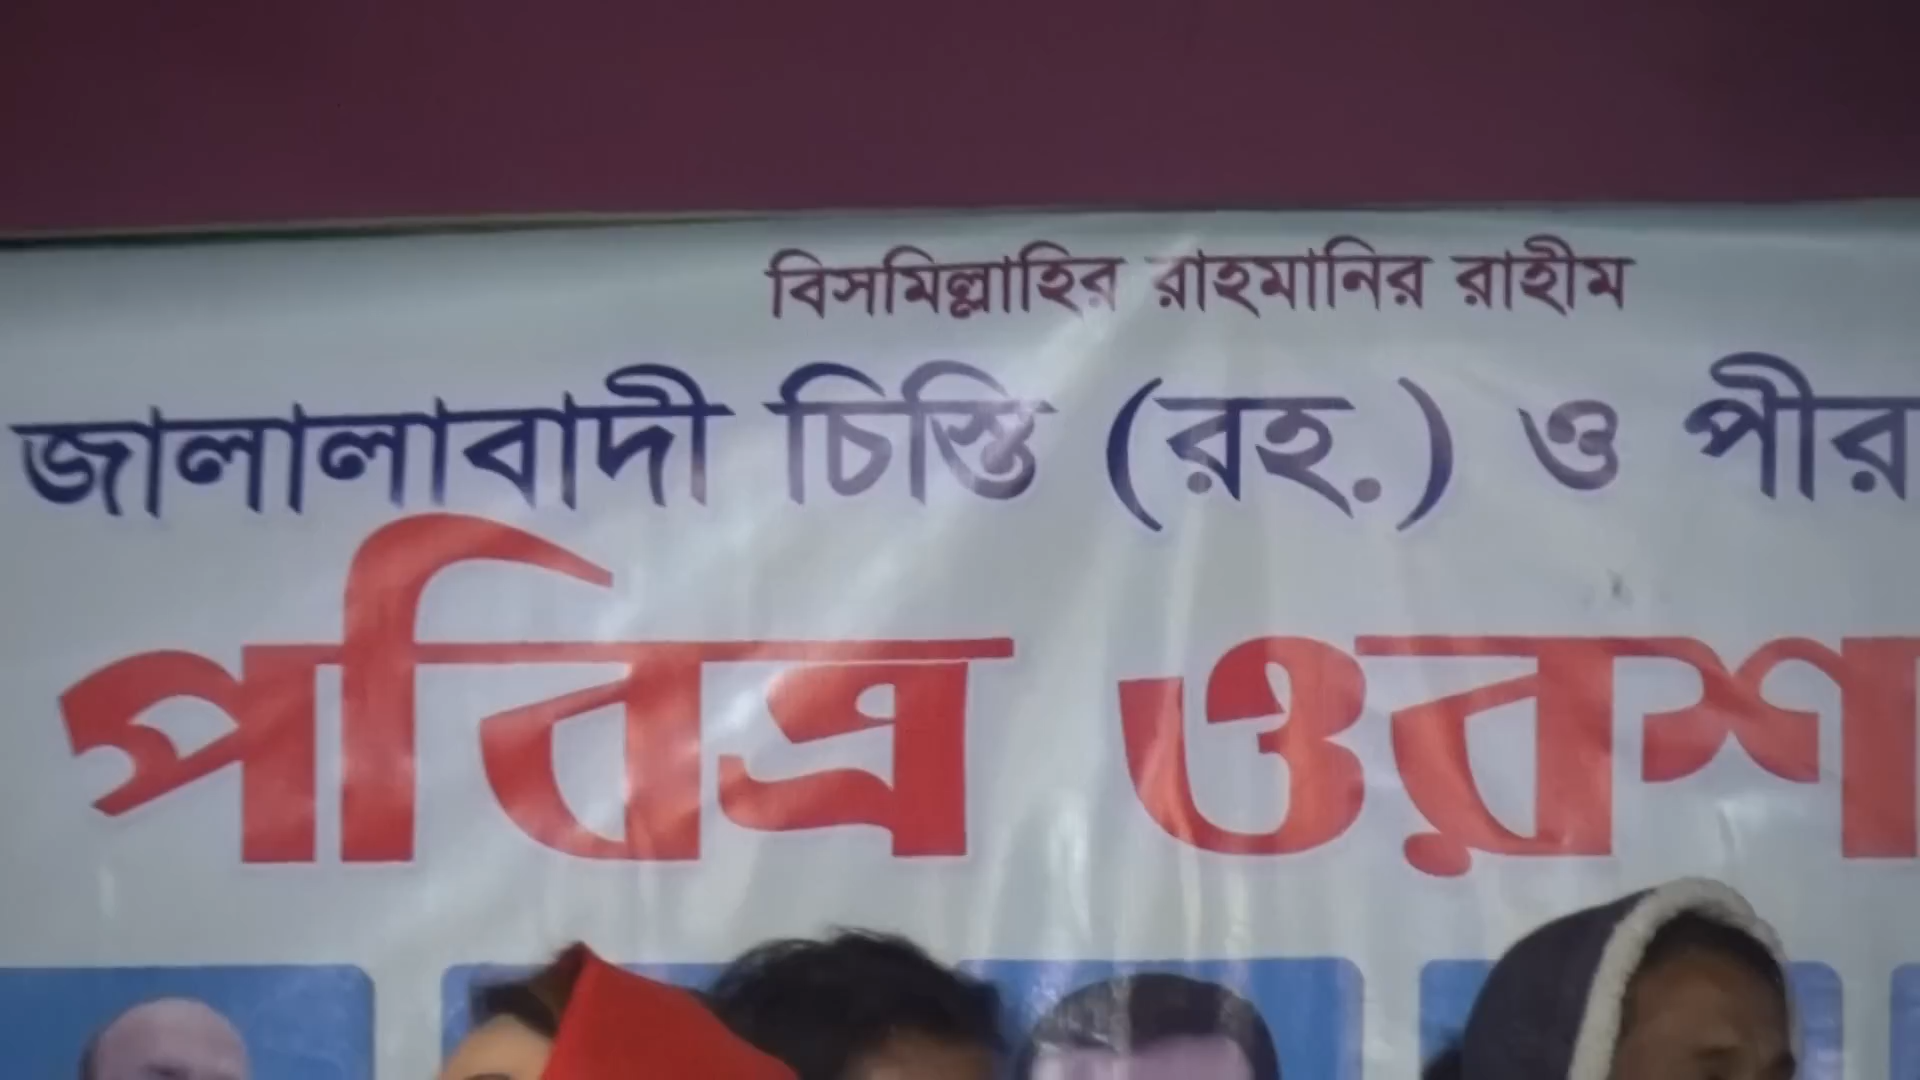 বিসমিল্লাহির রাহমানির রাহীম
জালালাবাদী চিস্তি (রহ.) ও পীর
পবিত্র ওরশ